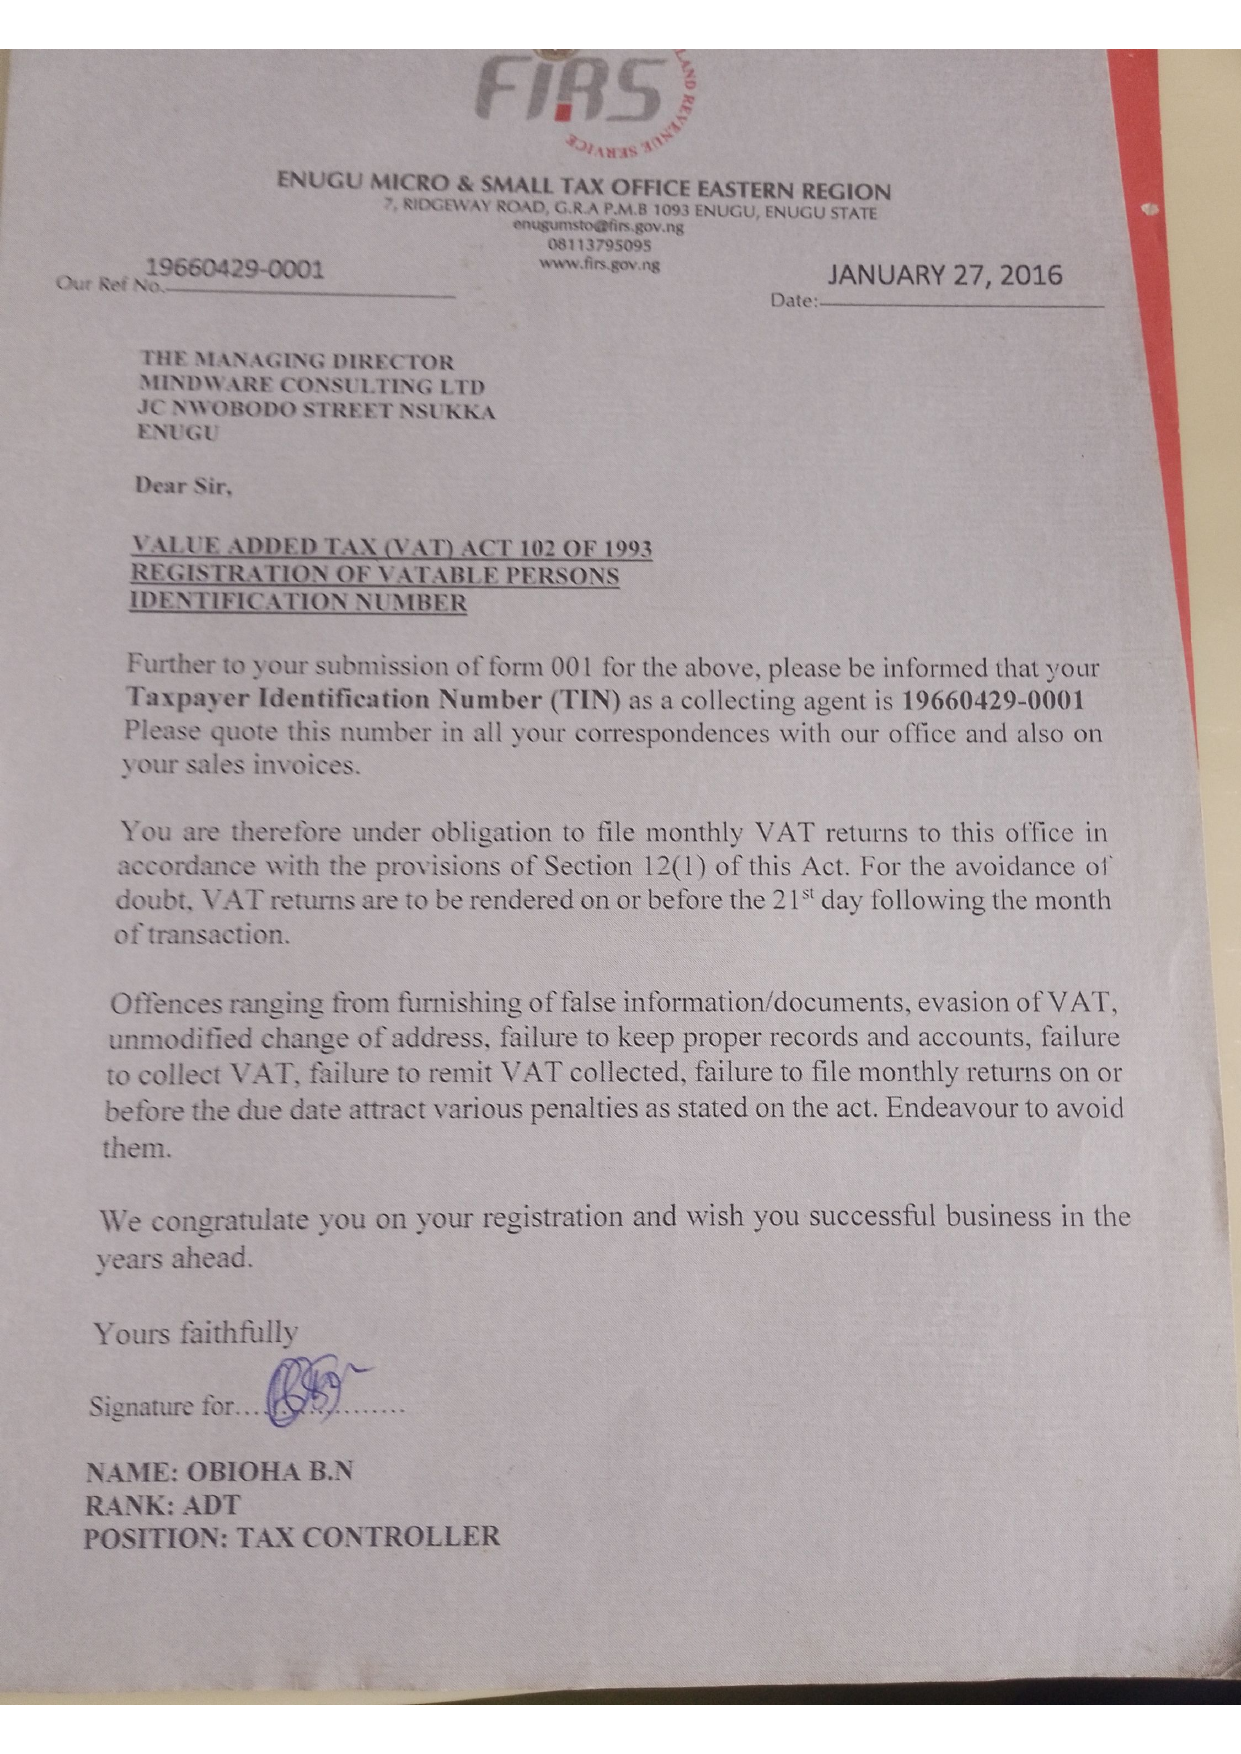 FIRS
LAND REVENUE SERVICE
ENUGU MICRO & SMALL TAX OFFICE EASTERN REGION
7, RIDGEWAY ROAD, G.R.A P.M.B 1093 ENUGU, ENUGU STATE
enugumsto@firs.gov.ng
08113795095
www.firs.gov.ng
Our Ref No. 19660429-0001
Date: JANUARY 27, 2016
THE MANAGING DIRECTOR
MINDWARE CONSULTING LTD
JC NWOBODO STREET NSUKKA
ENUGU
Dear Sir,
VALUE ADDED TAX (VAT) ACT 102 OF 1993
REGISTRATION OF VATABLE PERSONS
IDENTIFICATION NUMBER
Further to your submission of form 001 for the above, please be informed that your
Taxpayer Identification Number (TIN) as a collecting agent is 19660429-0001
Please quote this number in all your correspondences with our office and also on
your sales invoices.
You are therefore under obligation to file monthly VAT returns to this office in
accordance with the provisions of Section 12(1) of this Act. For the avoidance of
doubt, VAT returns are to be rendered on or before the 21st day following the month
of transaction.
Offences ranging from furnishing of false information/documents, evasion of VAT,
unmodified change of address, failure to keep proper records and accounts, failure
to collect VAT, failure to remit VAT collected, failure to file monthly returns on or
before the due date attract various penalties as stated on the act. Endeavour to avoid
them.
We congratulate you on your registration and wish you successful business in the
years ahead.
Yours faithfully
Signature for....................
NAME: OBIOHA B.N
RANK: ADT
POSITION: TAX CONTROLLER